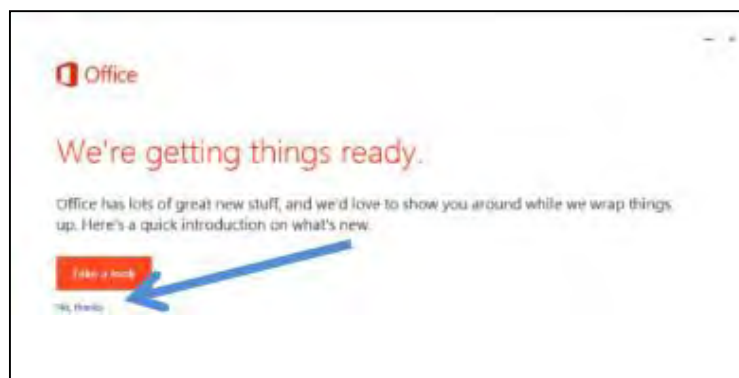 Office
We're getting things ready.
Office has lots of great new stuff, and we'd love to show you around while we wrap things
up. Here's a quick introduction on what's new.
Take a look
No, thanks